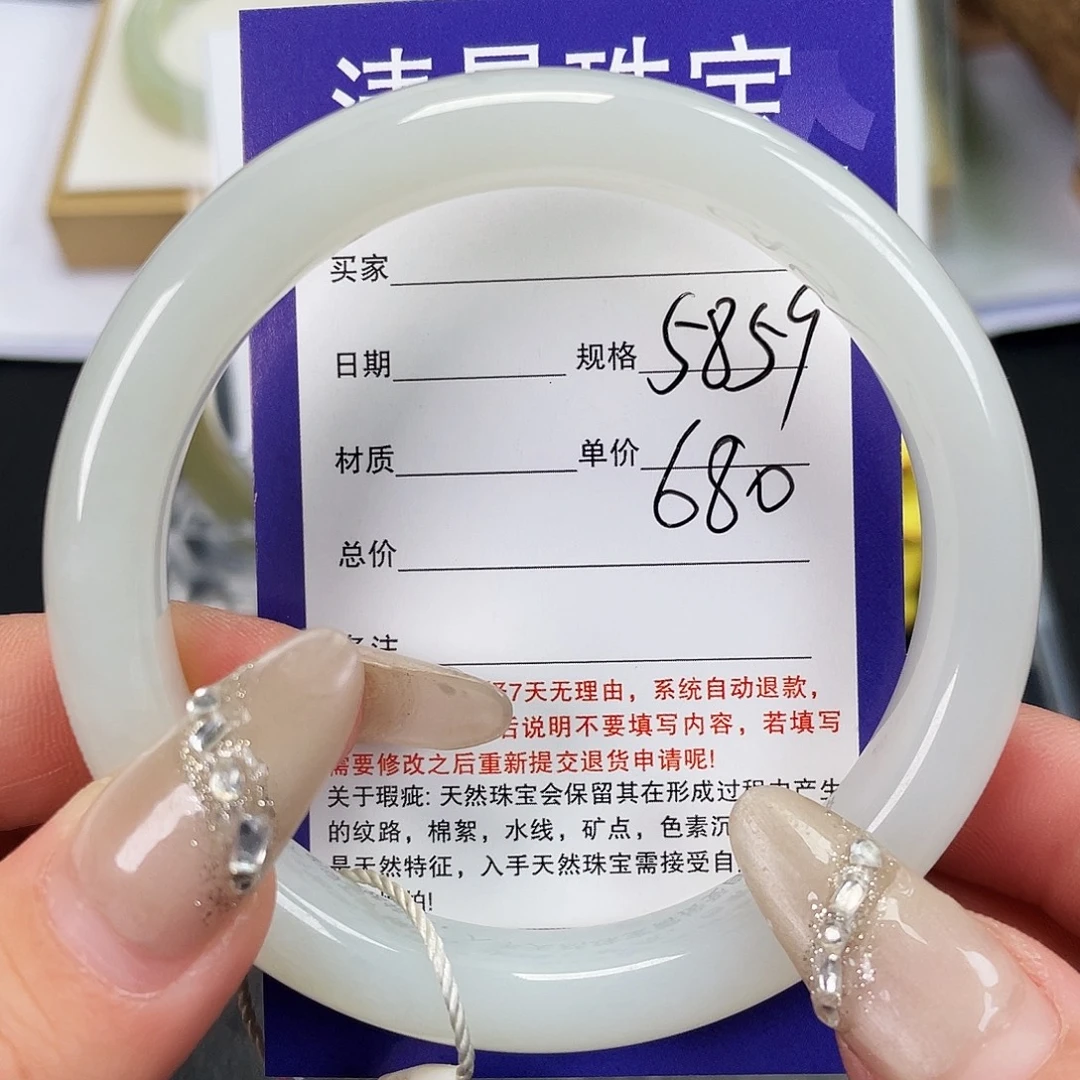 珠宝
买家
日期 规格 5859
材质 单价 680
总价
7天无理由，系统自动退款，
说明不要填写内容，若填写
需要修改之后重新提交退货申请呢!
关于瑕疵: 天然珠宝会保留其在形成过程中产生
的纹路，棉絮，水线，矿点，色素沉
是天然特征，入手天然珠宝需接受自